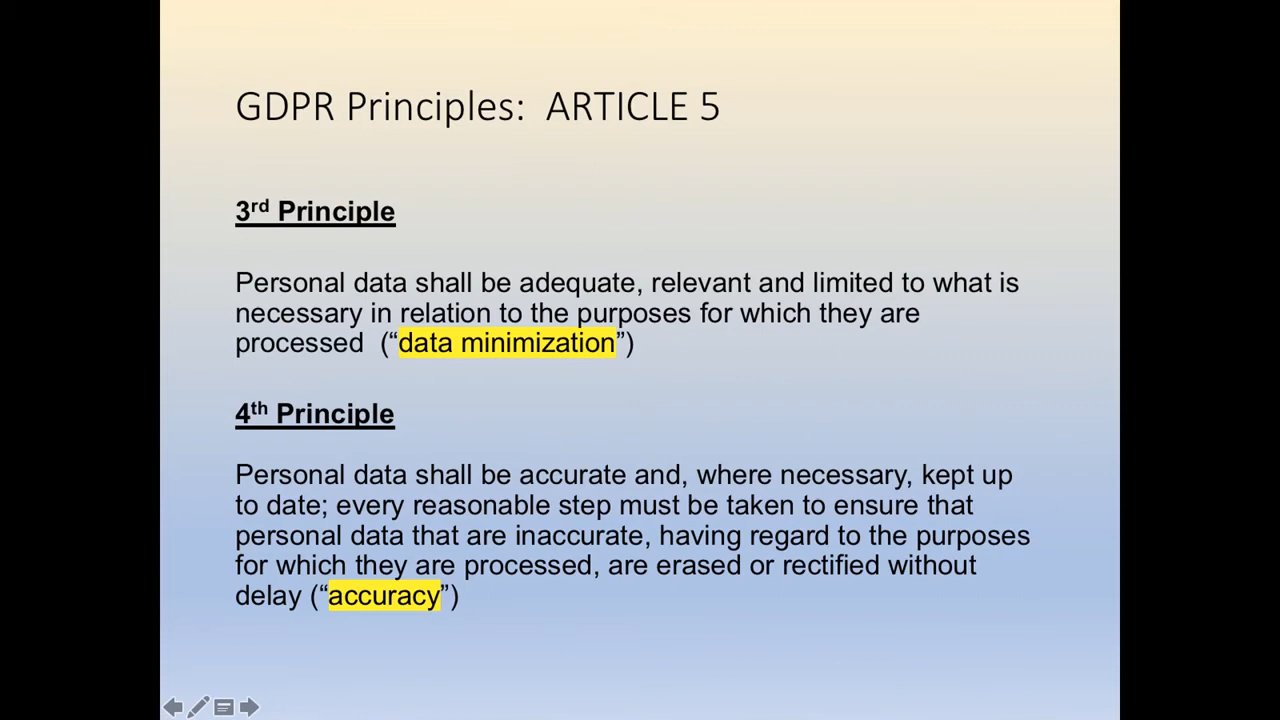 GDPR Principles:  ARTICLE 5
3rd Principle
Personal data shall be adequate, relevant and limited to what is
necessary in relation to the purposes for which they are
processed  (“data minimization”)
4th Principle
Personal data shall be accurate and, where necessary, kept up
to date; every reasonable step must be taken to ensure that
personal data that are inaccurate, having regard to the purposes
for which they are processed, are erased or rectified without
delay (“accuracy”)